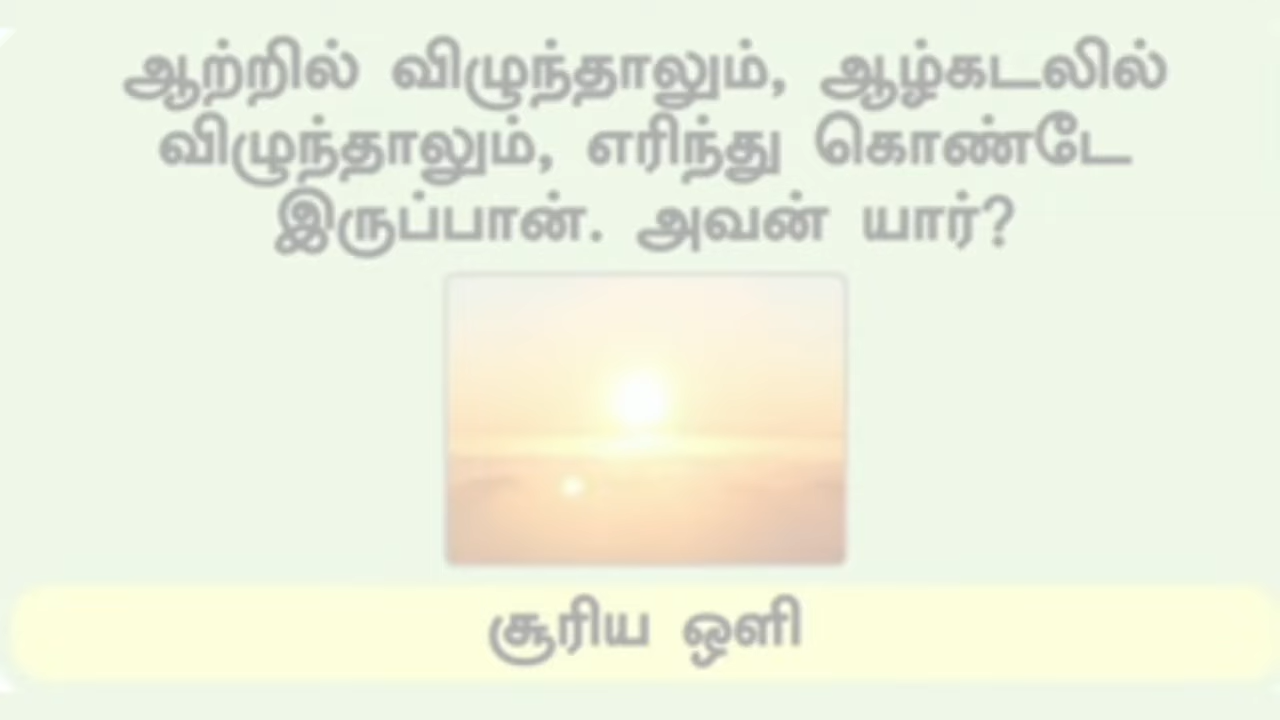 ஆற்றில் விழுந்தாலும், ஆழ்கடலில்
விழுந்தாலும், எரிந்து கொண்டே
இருப்பான். அவன் யார்?
சூரிய ஒளி